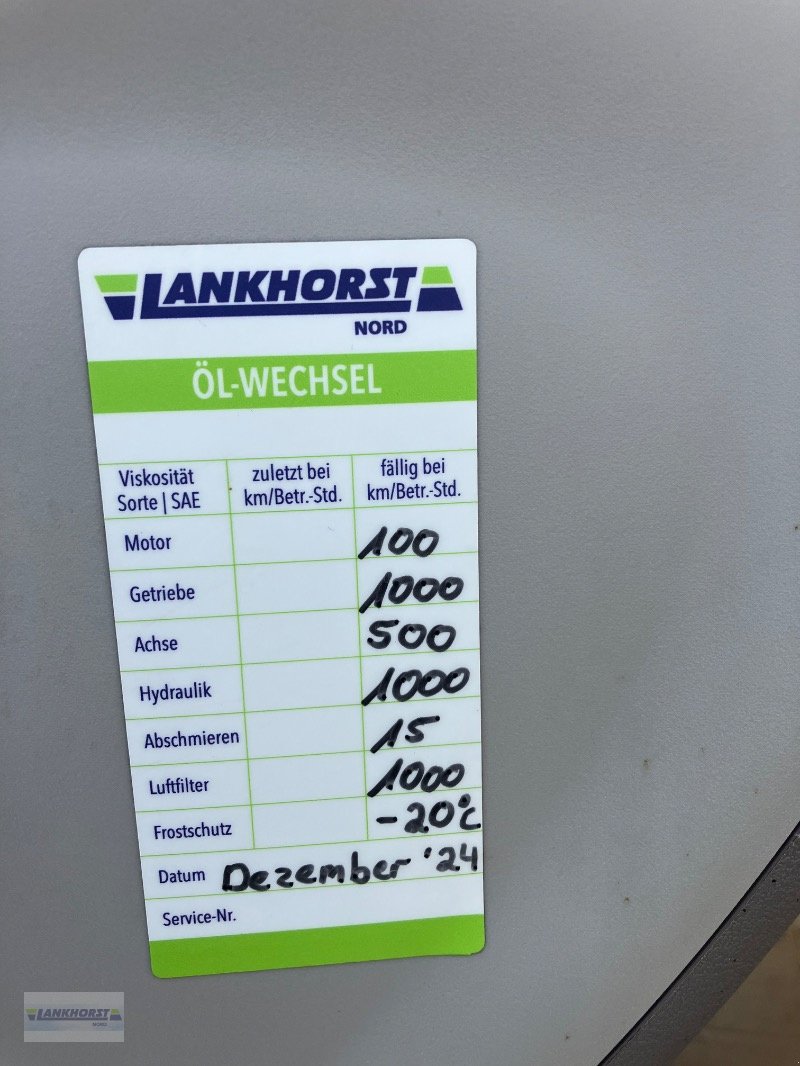 LANKHORST
NORD
ÖL-WECHSEL
Viskosität
Sorte | SAE
zuletzt bei
km/Betr.-Std.
fällig bei
km/Betr.-Std.
Motor 100
Getriebe 1000
Achse 500
Hydraulik 1000
Abschmieren 15
Luftfilter 1000
Frostschutz -20°C
Datum Dezember '24
Service-Nr.
LANKHORST
NORD